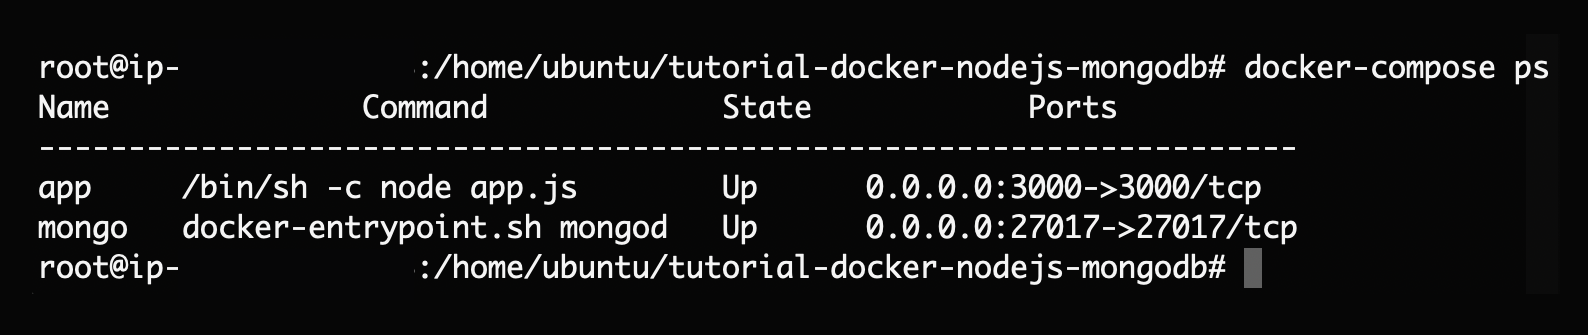 root@ip- :/home/ubuntu/tutorial-docker-nodejs-mongodb# docker-compose ps
Name Command State Ports
----------------------------------------------------------------------
app /bin/sh -c node app.js Up 0.0.0.0:3000->3000/tcp
mongo docker-entrypoint.sh mongod Up 0.0.0.0:27017->27017/tcp
root@ip- :/home/ubuntu/tutorial-docker-nodejs-mongodb#